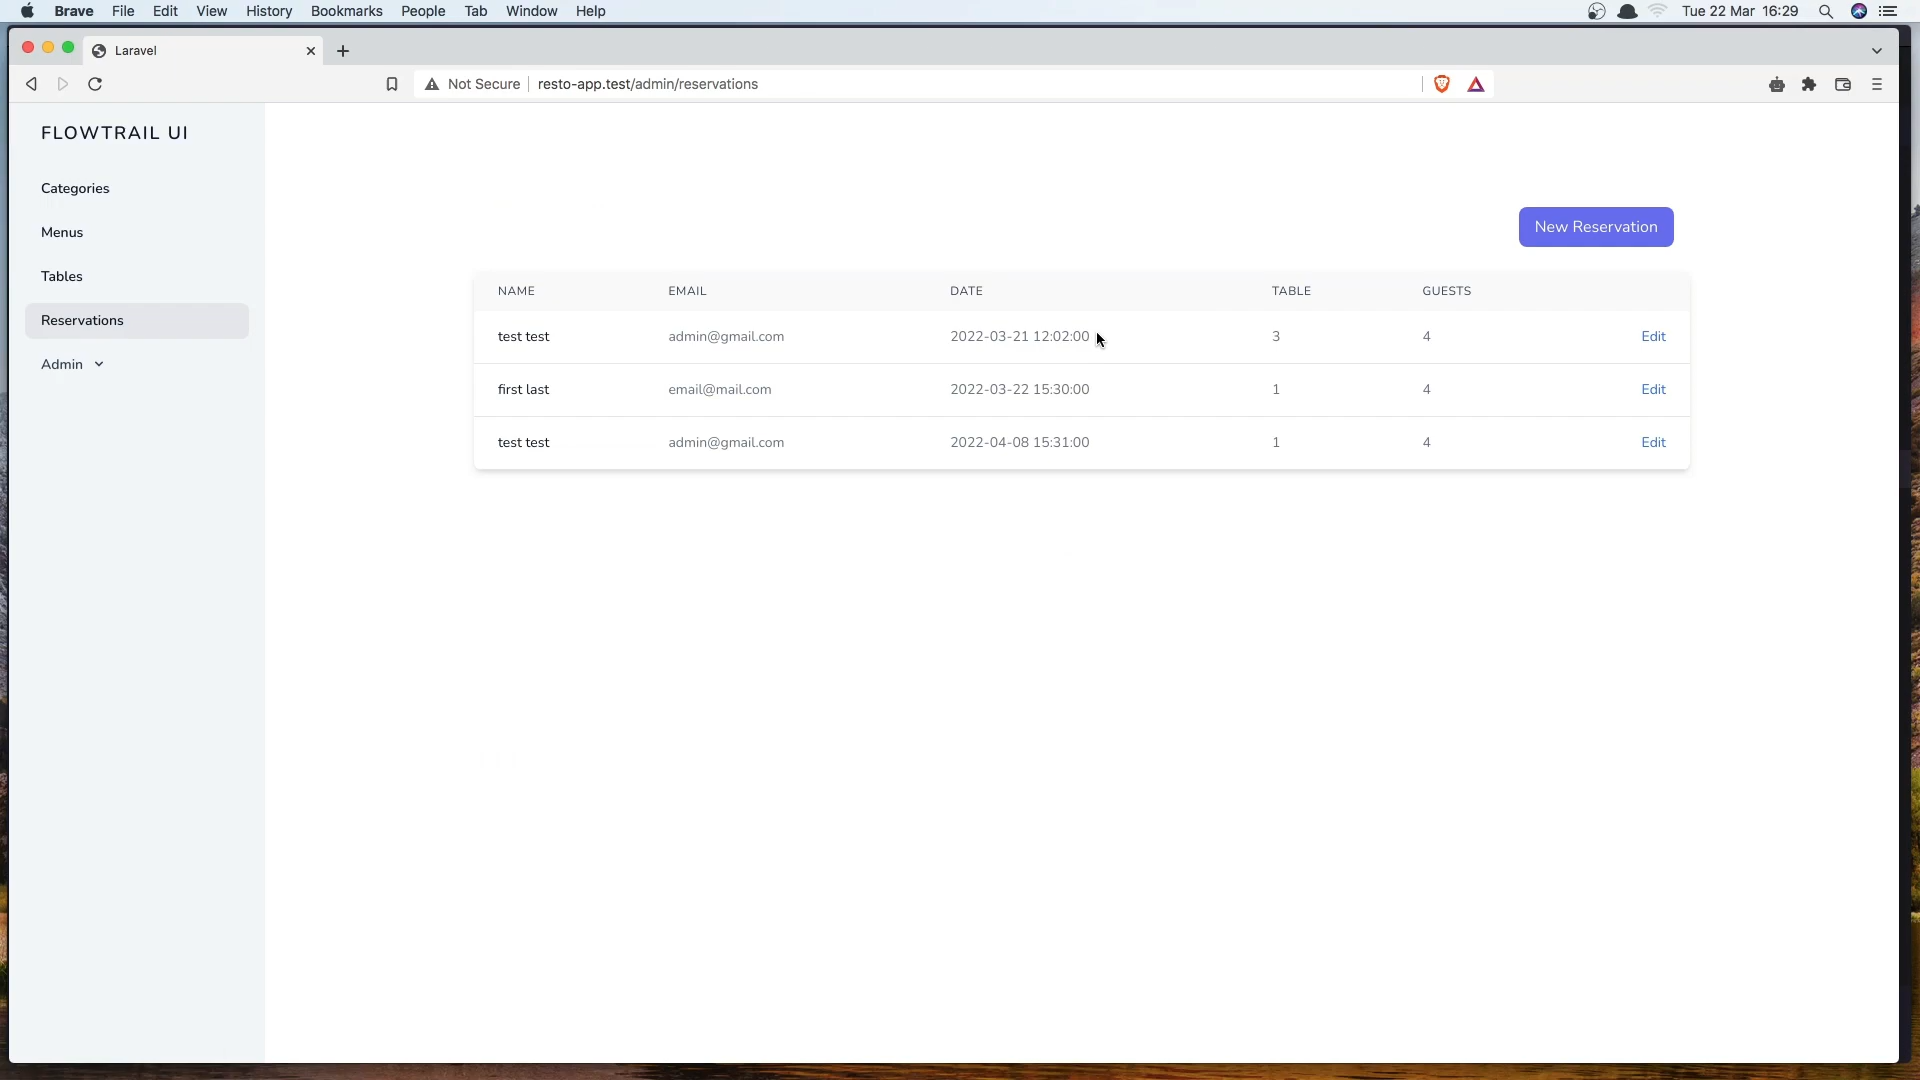 Brave File Edit View History Bookmarks People Tab Window Help Tue 22 Mar 16:29
Laravel
Not Secure resto-app.test/admin/reservations
FLOWTRAIL UI
Categories
Menus
Tables
Reservations
Admin
New Reservation
NAME EMAIL DATE TABLE GUESTS
test test admin@gmail.com 2022-03-21 12:02:00 3 4 Edit
first last email@mail.com 2022-03-22 15:30:00 1 4 Edit
test test admin@gmail.com 2022-04-08 15:31:00 1 4 Edit